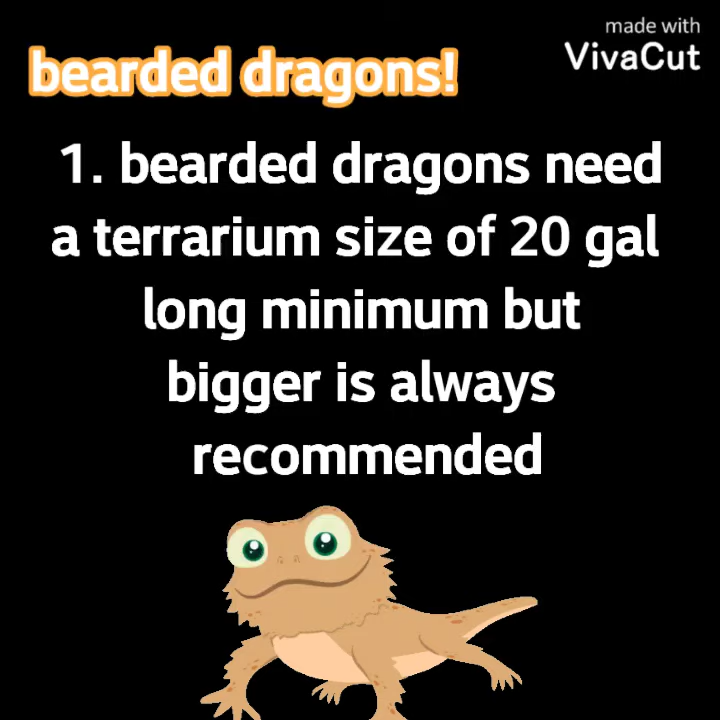 made with
VivaCut
bearded dragons!
1. bearded dragons need
a terrarium size of 20 gal
long minimum but
bigger is always
recommended